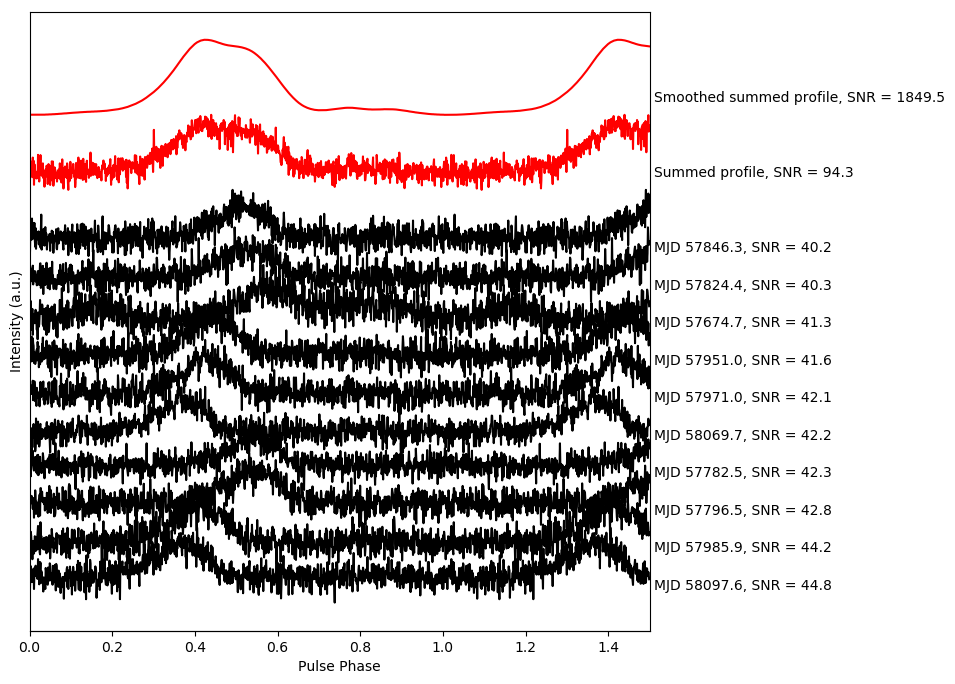 Smoothed summed profile, SNR = 1849.5
Summed profile, SNR = 94.3
MJD 57846.3, SNR = 40.2
MJD 57824.4, SNR = 40.3
MJD 57674.7, SNR = 41.3
MJD 57951.0, SNR = 41.6
MJD 57971.0, SNR = 42.1
MJD 58069.7, SNR = 42.2
MJD 57782.5, SNR = 42.3
MJD 57796.5, SNR = 42.8
MJD 57985.9, SNR = 44.2
MJD 58097.6, SNR = 44.8
Intensity (a.u.)
0.0 0.2 0.4 0.6 0.8 1.0 1.2 1.4
Pulse Phase